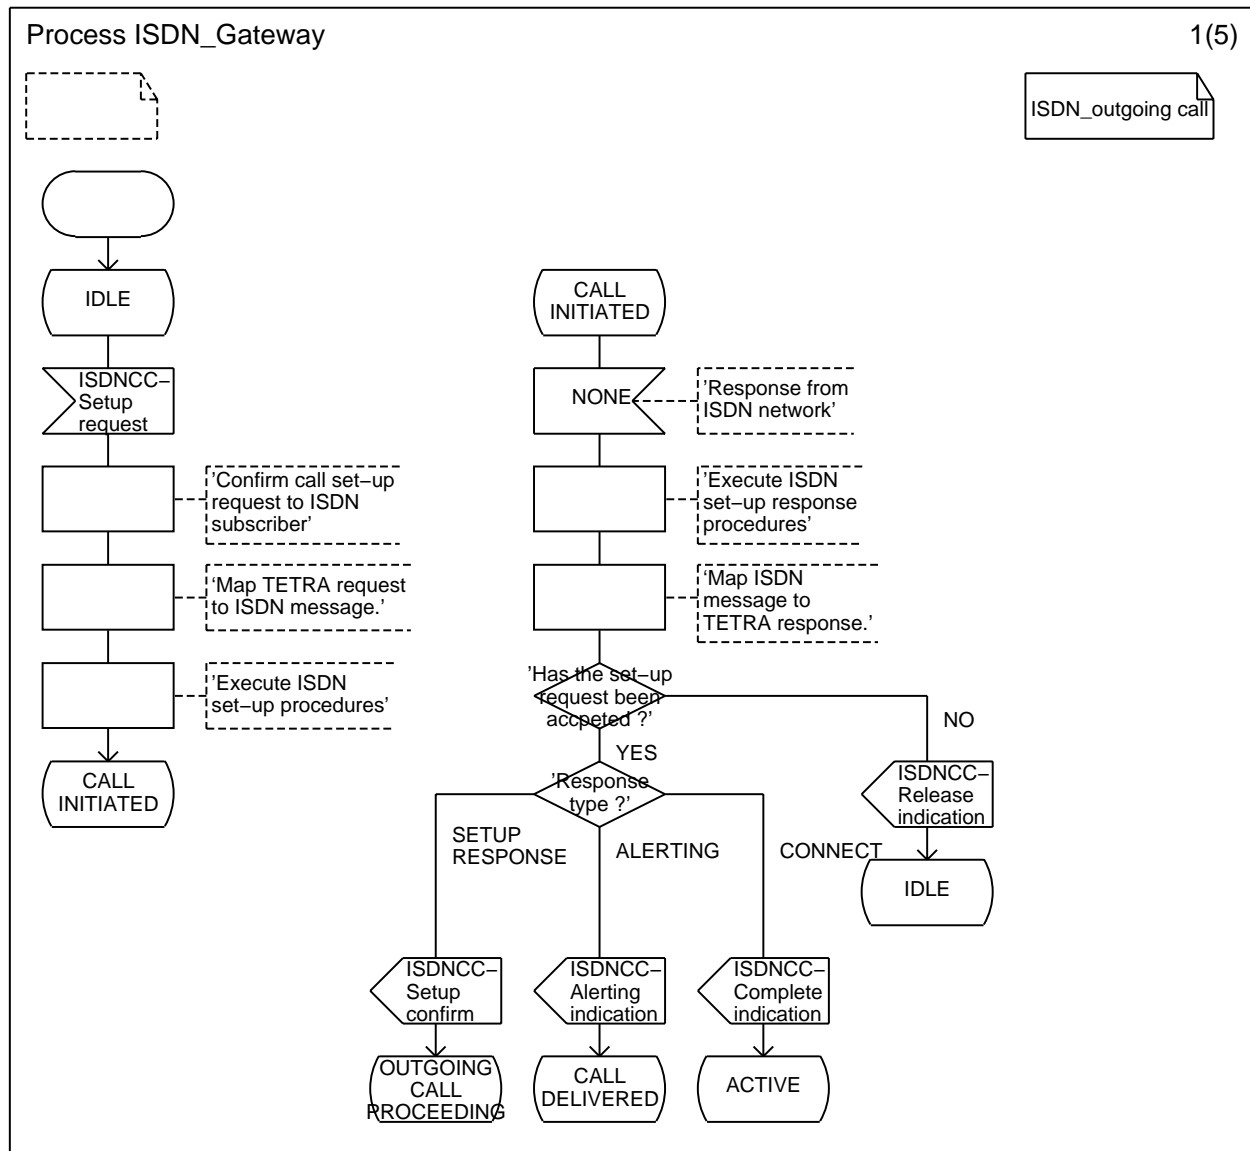 Process ISDN_Gateway
1(5)
ISDN_outgoing call
IDLE
ISDNCC–
Setup
request
'Confirm call set–up
request to ISDN
subscriber'
'Map TETRA request
to ISDN message.'
'Execute ISDN
set–up procedures'
CALL
INITIATED
CALL
INITIATED
NONE
'Response from
ISDN network'
'Execute ISDN
set–up response
procedures'
'Map ISDN
message to
TETRA response.'
'Has the set–up
request been
accpeted ?'
NO
YES
'Response
type ?'
ISDNCC–
Release
indication
IDLE
SETUP
RESPONSE
ALERTING
CONNECT
ISDNCC–
Setup
confirm
ISDNCC–
Alerting
indication
ISDNCC–
Complete
indication
OUTGOING
CALL
PROCEEDING
CALL
DELIVERED
ACTIVE